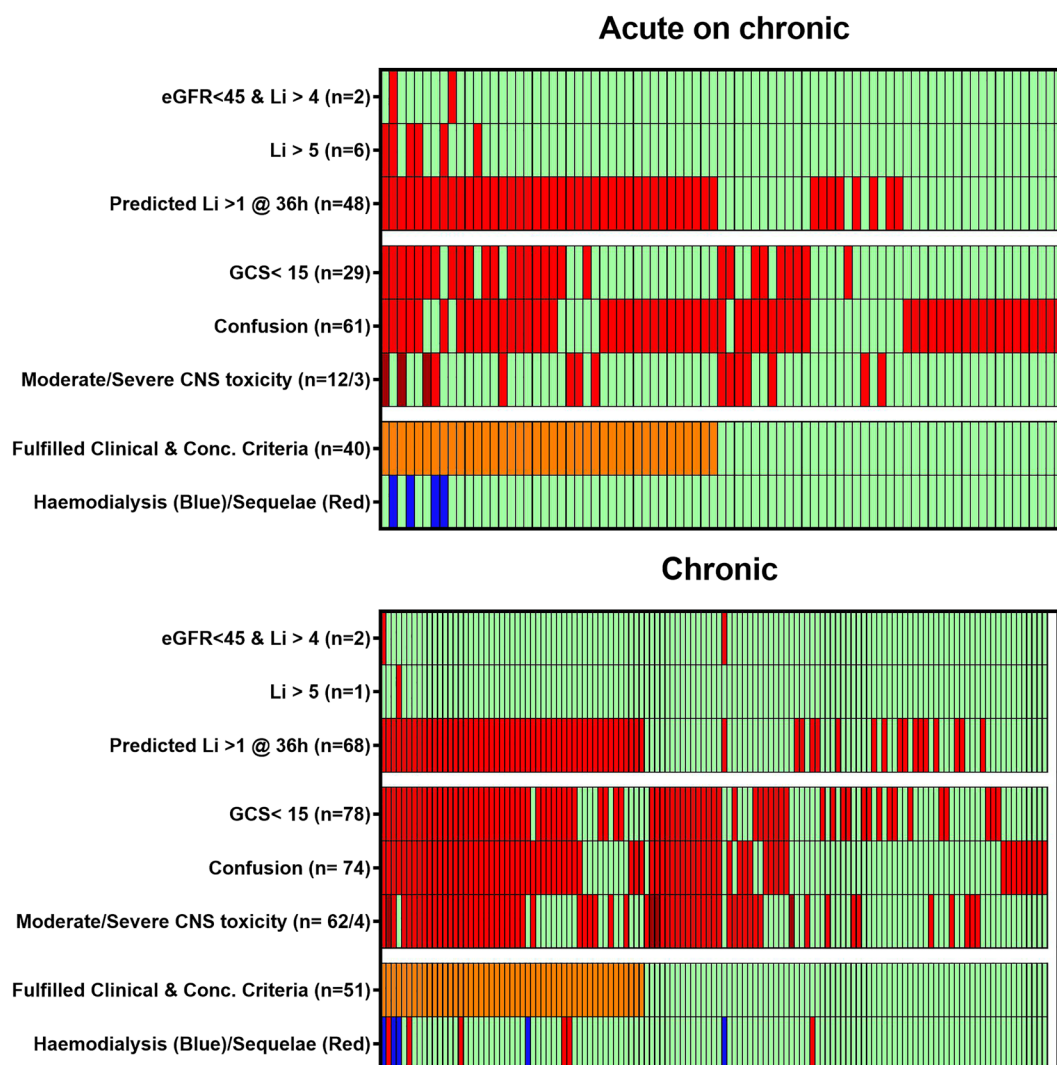 Acute on chronic
eGFR<45 & Li > 4 (n=2)
Li > 5 (n=6)
Predicted Li >1 @ 36h (n=48)
GCS< 15 (n=29)
Confusion (n=61)
Moderate/Severe CNS toxicity (n=12/3)
Fulfilled Clinical & Conc. Criteria (n=40)
Haemodialysis (Blue)/Sequelae (Red)
Chronic
eGFR<45 & Li > 4 (n=2)
Li > 5 (n=1)
Predicted Li >1 @ 36h (n=68)
GCS< 15 (n=78)
Confusion (n= 74)
Moderate/Severe CNS toxicity (n= 62/4)
Fulfilled Clinical & Conc. Criteria (n=51)
Haemodialysis (Blue)/Sequelae (Red)